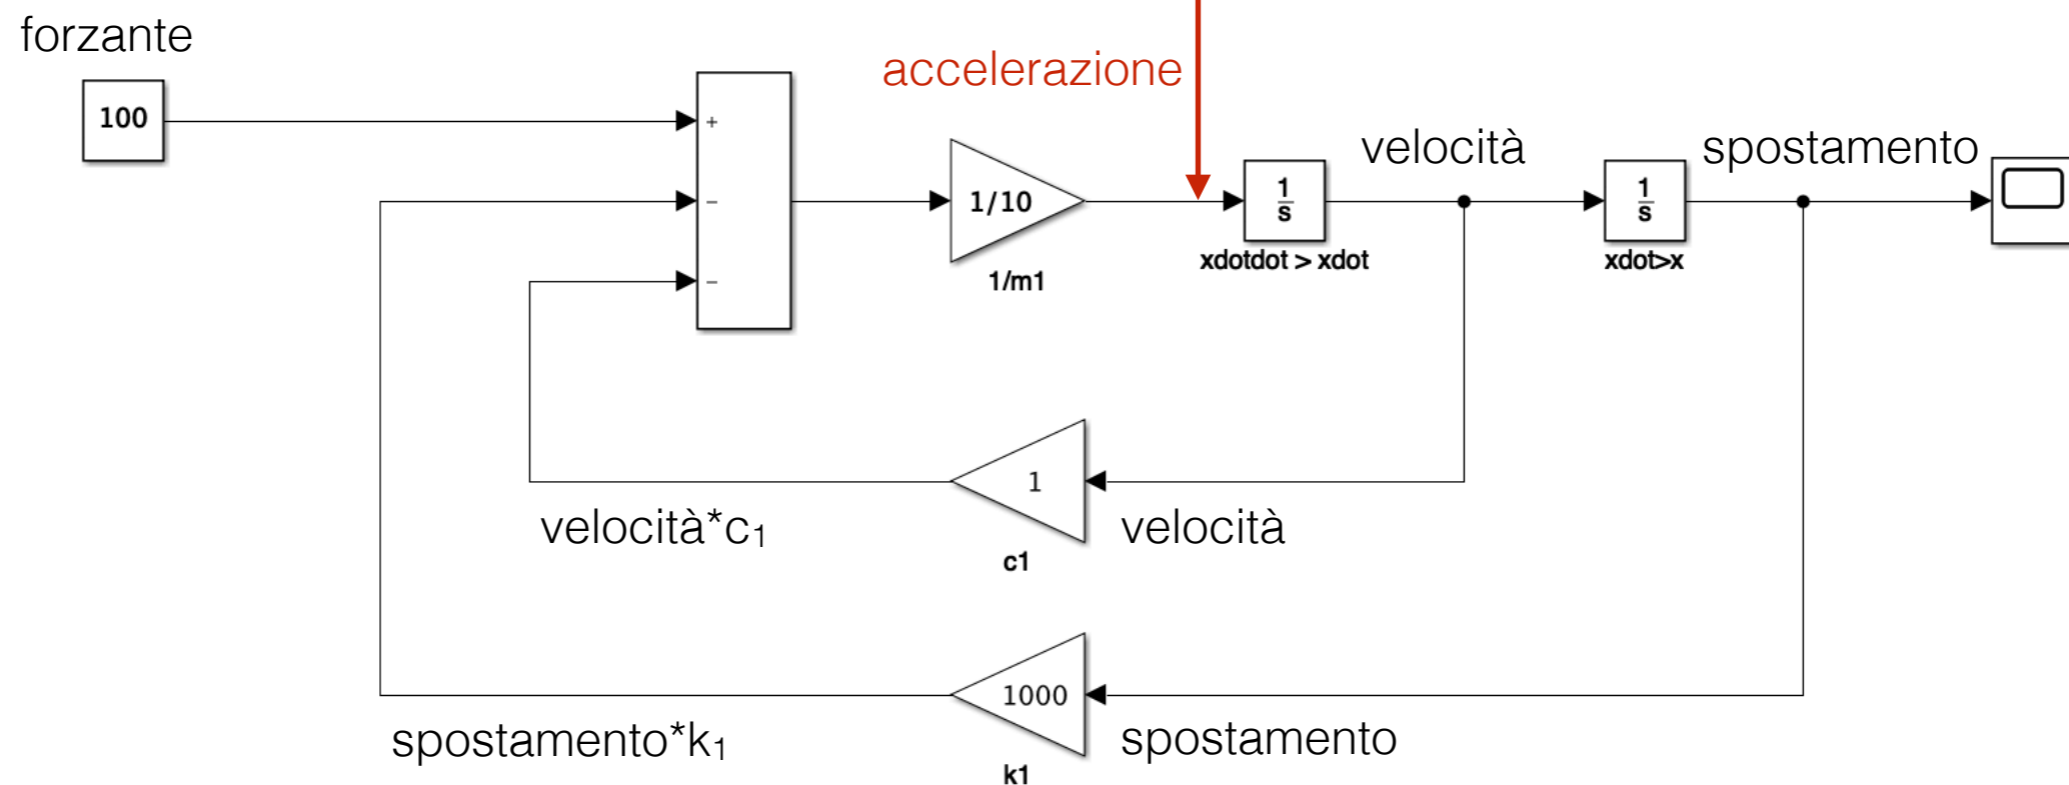 forzante
100
+
−
−
accelerazione
1/10
1/m1
1
s
xdotdot > xdot
velocità
1
s
xdot>x
spostamento
1
c1
velocità*c₁
velocità
1000
k1
spostamento*k₁
spostamento